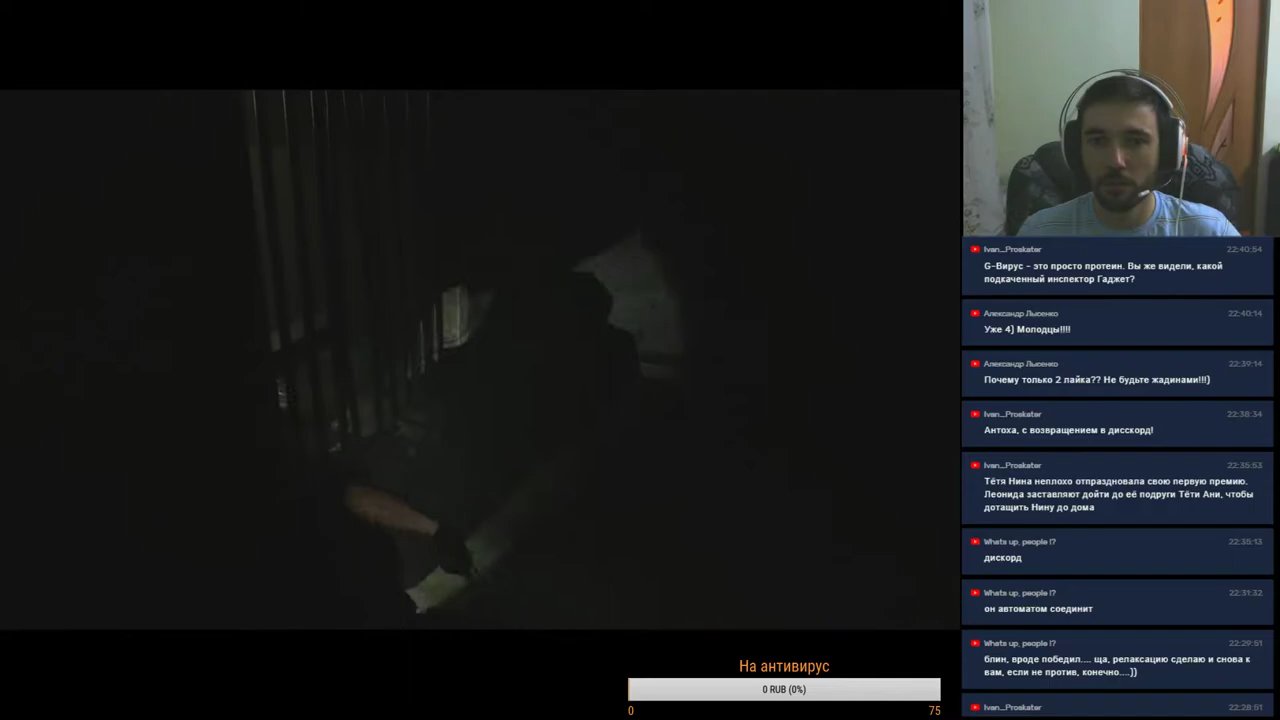 Ivan_Proskater 22:40:54
G-Вирус - это просто протеин. Вы же видели, какой
подкаченный инспектор Гаджет?
Александр Лысенко 22:40:14
Уже 4) Молодцы!!!!
Александр Лысенко 22:39:14
Почему только 2 лайка?? Не будьте жадинами!!!)
Ivan_Proskater 22:38:34
Антоха, с возвращением в дисскорд!
Ivan_Proskater 22:35:53
Тётя Нина неплохо отпраздновала свою первую премию.
Леонида заставляют дойти до её подруги Тёти Ани, чтобы
дотащить Нину до дома
Whats up, people !? 22:35:13
дискорд
Whats up, people !? 22:31:32
он автоматом соединит
Whats up, people !? 22:29:51
блин, вроде победил.... ща, релаксацию сделаю и снова к
вам, если не против, конечно....))
Ivan_Proskater 22:28:51
На антивирус
0 RUB (0%)
0 75